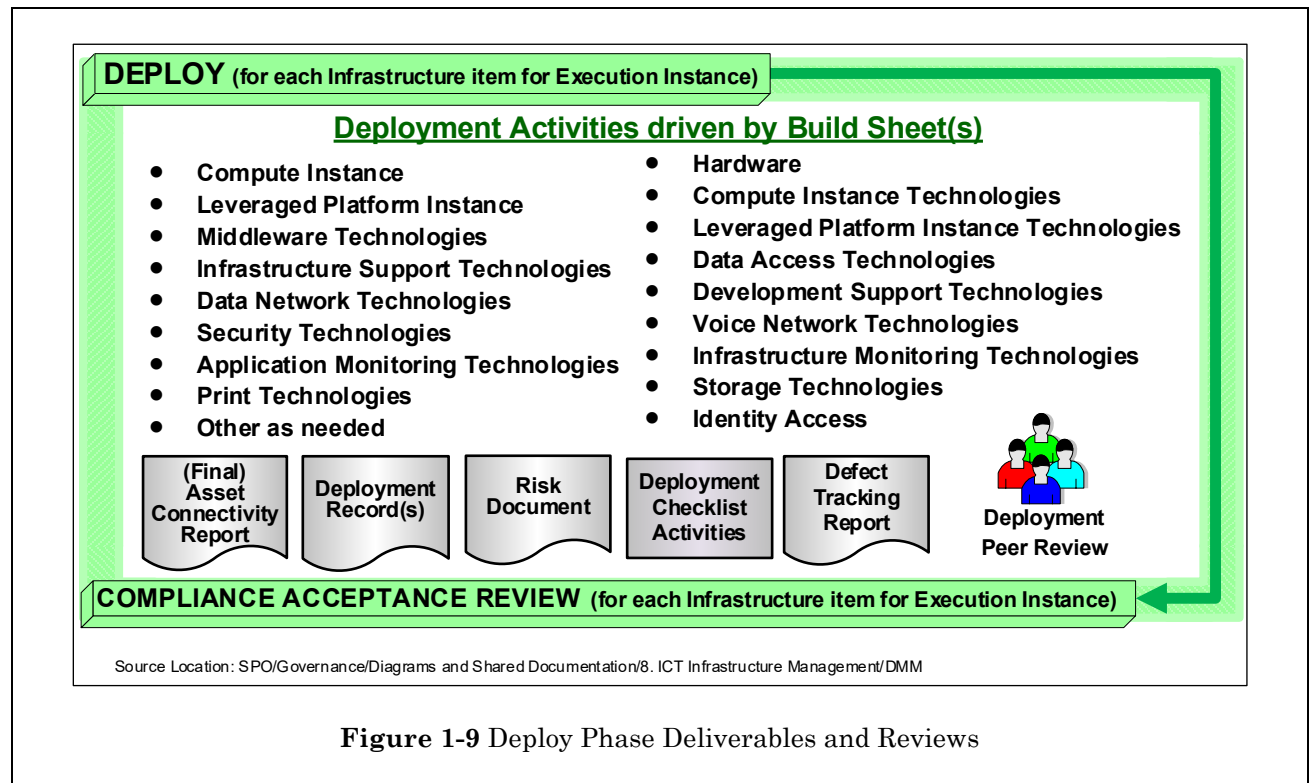 DEPLOY (for each Infrastructure item for Execution Instance)
Deployment Activities driven by Build Sheet(s)
• Compute Instance
• Leveraged Platform Instance
• Middleware Technologies
• Infrastructure Support Technologies
• Data Network Technologies
• Security Technologies
• Application Monitoring Technologies
• Print Technologies
• Other as needed
• Hardware
• Compute Instance Technologies
• Leveraged Platform Instance Technologies
• Data Access Technologies
• Development Support Technologies
• Voice Network Technologies
• Infrastructure Monitoring Technologies
• Storage Technologies
• Identity Access
(Final)
Asset
Connectivity
Report
Deployment
Record(s)
Risk
Document
Deployment
Checklist
Activities
Defect
Tracking
Report
Deployment
Peer Review
COMPLIANCE ACCEPTANCE REVIEW (for each Infrastructure item for Execution Instance)
Source Location: SPO/Governance/Diagrams and Shared Documentation/8. ICT Infrastructure Management/DMM
Figure 1-9 Deploy Phase Deliverables and Reviews